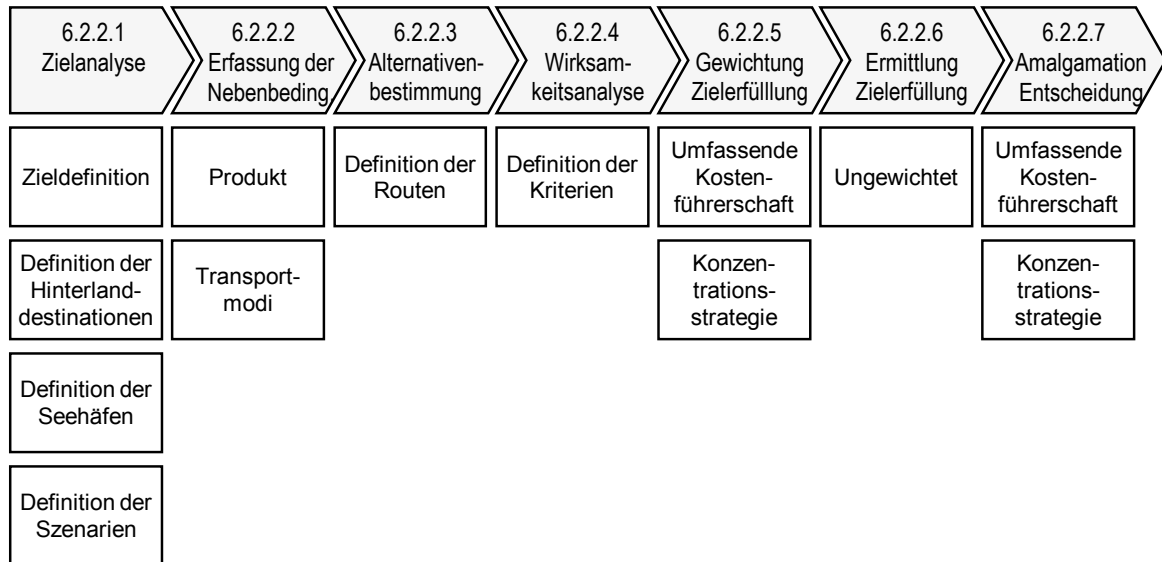 6.2.2.1
Zielanalyse
6.2.2.2
Erfassung der
Nebenbeding.
6.2.2.3
Alternativen-
bestimmung
6.2.2.4
Wirksam-
keitsanalyse
6.2.2.5
Gewichtung
Zielerfülllung
6.2.2.6
Ermittlung
Zielerfüllung
6.2.2.7
Amalgamation
Entscheidung
Zieldefinition
Produkt
Definition der
Routen
Definition der
Kriterien
Umfassende
Kosten-
führerschaft
Ungewichtet
Umfassende
Kosten-
führerschaft
Definition der
Hinterland-
destinationen
Transport-
modi
Konzen-
trations-
strategie
Konzen-
trations-
strategie
Definition der
Seehäfen
Definition der
Szenarien